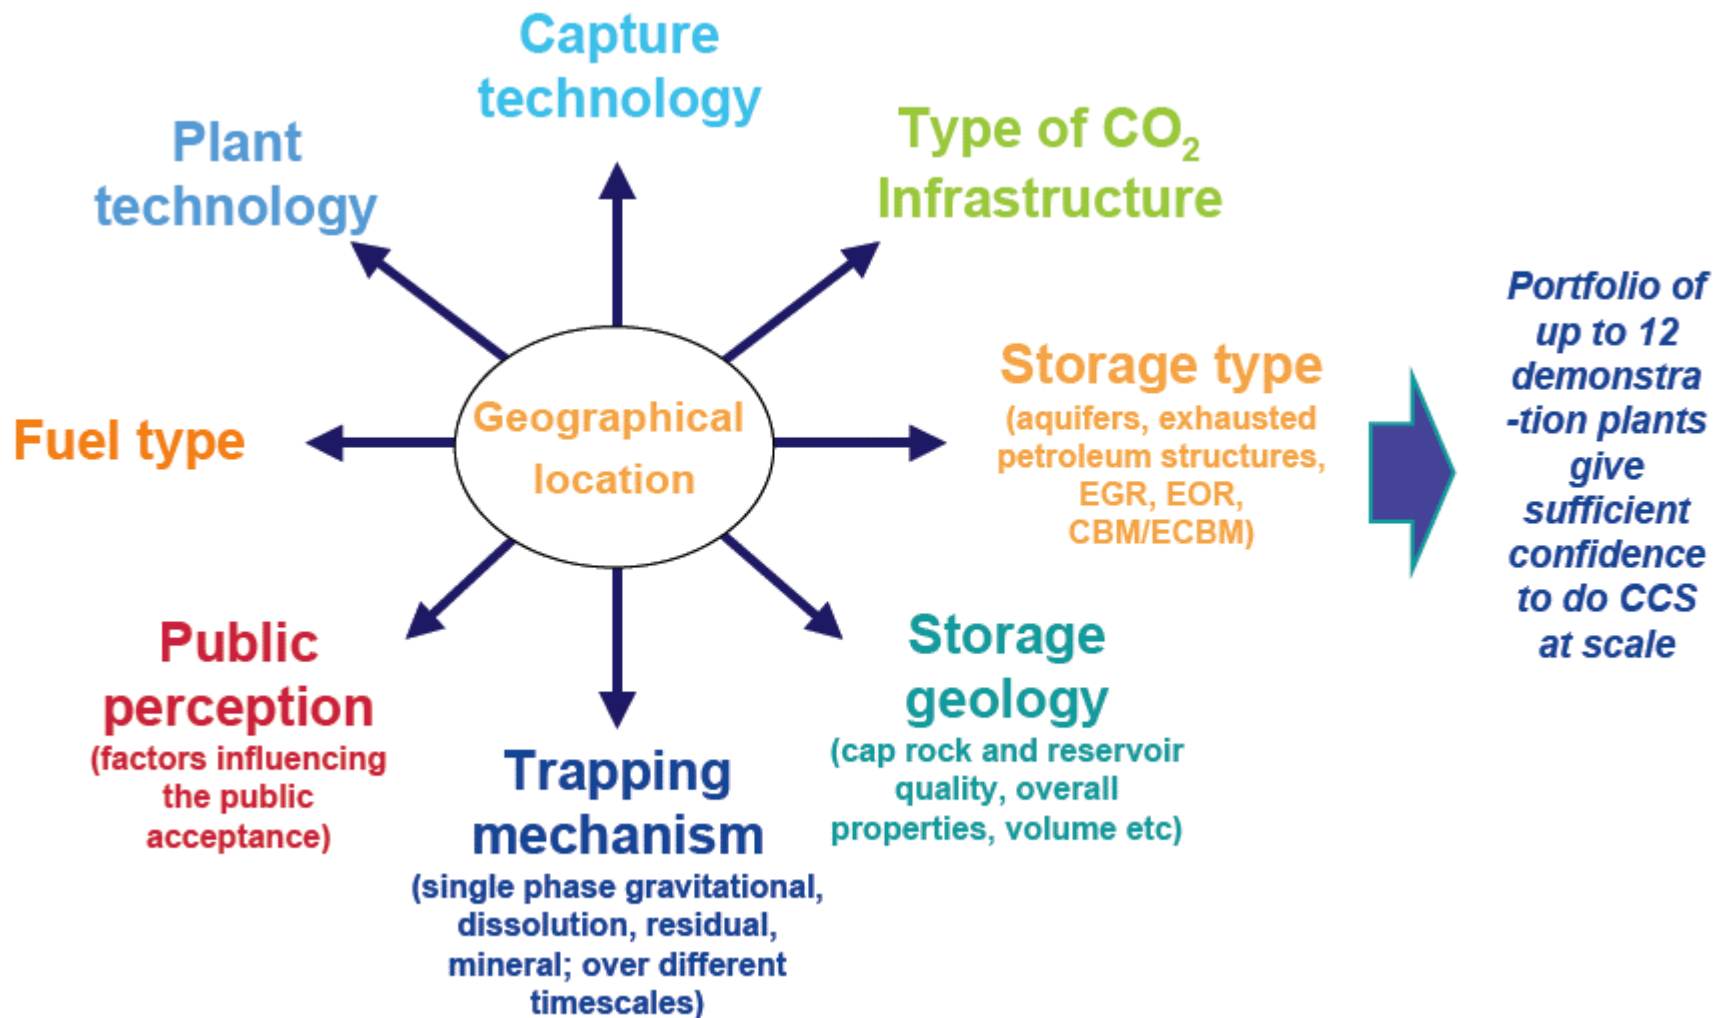 Capture
technology
Plant
technology
Type of CO₂
Infrastructure
Fuel type
Geographical
location
Storage type
(aquifers, exhausted
petroleum structures,
EGR, EOR,
CBM/ECBM)
Portfolio of
up to 12
demonstra
-tion plants
give
sufficient
confidence
to do CCS
at scale
Public
perception
(factors influencing
the public
acceptance)
Trapping
mechanism
(single phase gravitational,
dissolution, residual,
mineral; over different
timescales)
Storage
geology
(cap rock and reservoir
quality, overall
properties, volume etc)